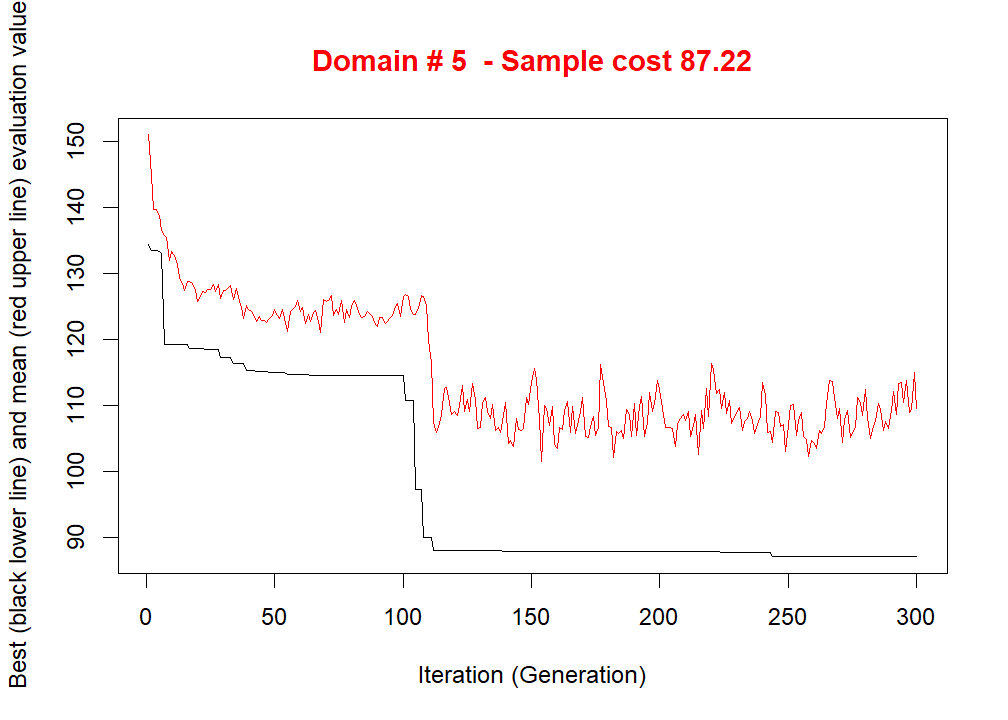 Domain # 5  - Sample cost 87.22
Best (black lower line) and mean (red upper line) evaluation value
150
140
130
120
110
100
90
0 50 100 150 200 250 300
Iteration (Generation)